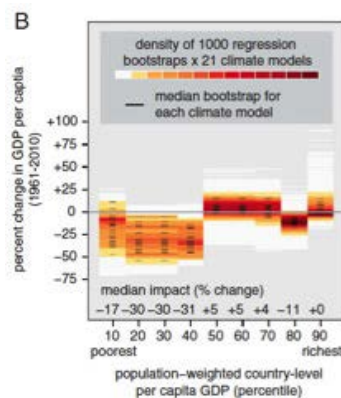 B
density of 1000 regression
bootstraps x 21 climate models
median bootstrap for
each climate model
percent change in GDP per captia
(1961-2010)
+100
+75
+50
+25
0
−25
−50
−75
median impact (% change)
−17 −30 −30 −31 +5 +5 +4 −11 +0
10 20 30 40 50 60 70 80 90
poorest richest
population−weighted country−level
per capita GDP (percentile)